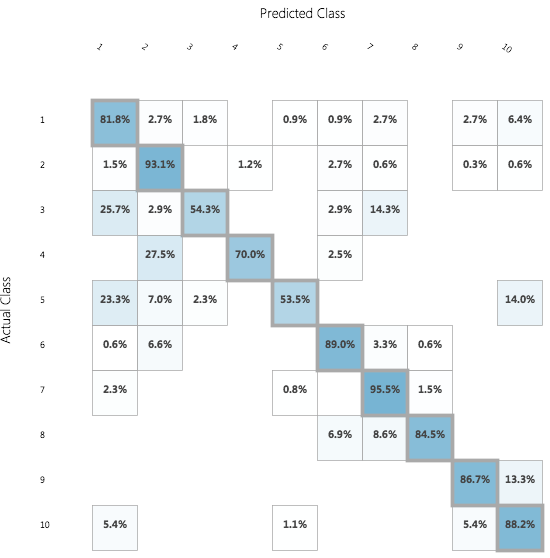 Predicted Class
1 2 3 4 5 6 7 8 9 10
1 81.8% 2.7% 1.8% 0.9% 0.9% 2.7% 2.7% 6.4%
2 1.5% 93.1% 1.2% 2.7% 0.6% 0.3% 0.6%
3 25.7% 2.9% 54.3% 2.9% 14.3%
4 27.5% 70.0% 2.5%
Actual Class
5 23.3% 7.0% 2.3% 53.5% 14.0%
6 0.6% 6.6% 89.0% 3.3% 0.6%
7 2.3% 0.8% 95.5% 1.5%
8 6.9% 8.6% 84.5%
9 86.7% 13.3%
10 5.4% 1.1% 5.4% 88.2%